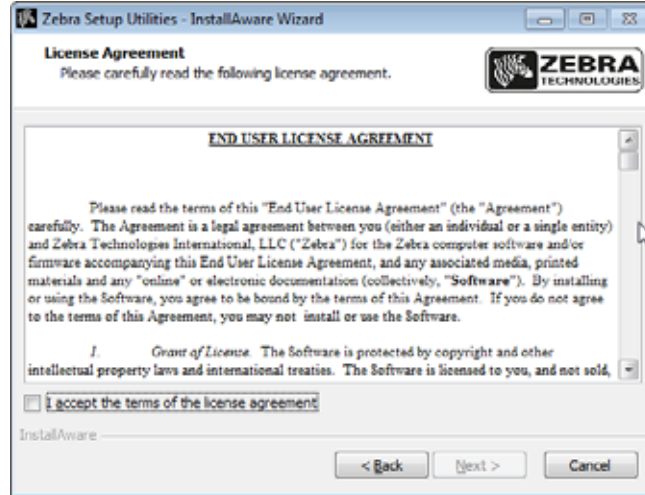 Zebra Setup Utilities - InstallAware Wizard
License Agreement
Please carefully read the following license agreement.
ZEBRA
TECHNOLOGIES
END USER LICENSE AGREEMENT
Please read the terms of this "End User License Agreement" (the "Agreement")
carefully. The Agreement is a legal agreement between you (either an individual or a single entity)
and Zebra Technologies International, LLC ("Zebra") for the Zebra computer software and/or
firmware accompanying this End User License Agreement, and any associated media, printed
materials and any "online" or electronic documentation (collectively, "Software"). By installing
or using the Software, you agree to be bound by the terms of this Agreement. If you do not agree
to the terms of this Agreement, you may not install or use the Software.
1. Grant of License. The Software is protected by copyright and other
intellectual property laws and international treaties. The Software is licensed to you, and not sold,
I accept the terms of the license agreement
InstallAware
< Back Next > Cancel